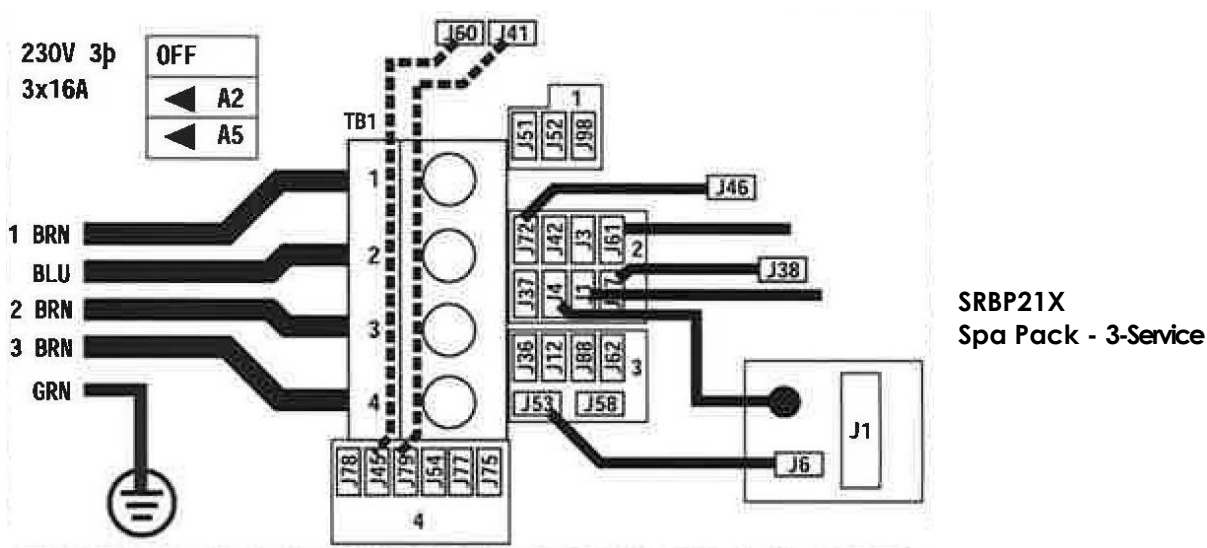 230V 3þ
3x16A
OFF
◀ A2
◀ A5
J60 J41
TB1
1
J51 J52 J98
1
2
3
4
J46
J72 J42 J3 J61
2
J37 J4 J1
J38
J36 J12 J88 J62
3
J53 J58
1 BRN
BLU
2 BRN
3 BRN
GRN
J78 J45 J79 J54 J77 J75
4
J1
J6
SRBP21X
Spa Pack - 3-Service